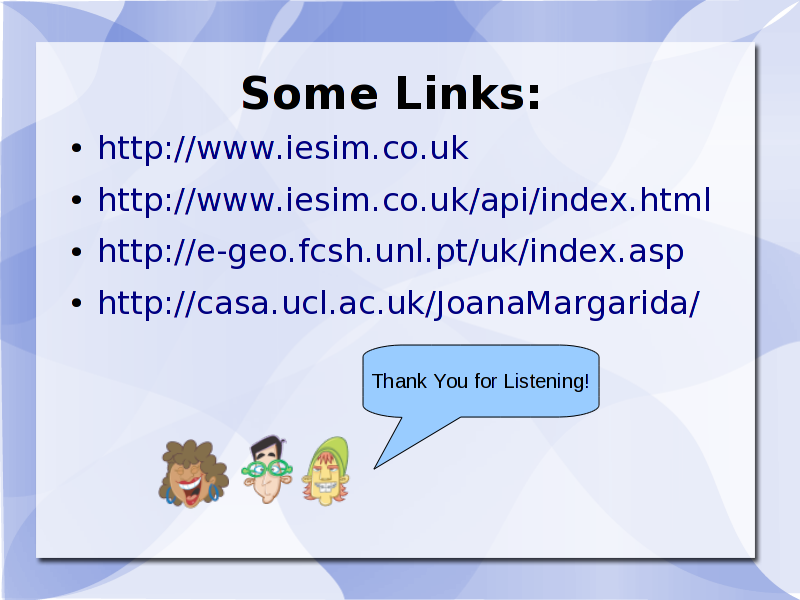 Some Links:
• http://www.iesim.co.uk
• http://www.iesim.co.uk/api/index.html
• http://e-geo.fcsh.unl.pt/uk/index.asp
• http://casa.ucl.ac.uk/JoanaMargarida/
Thank You for Listening!